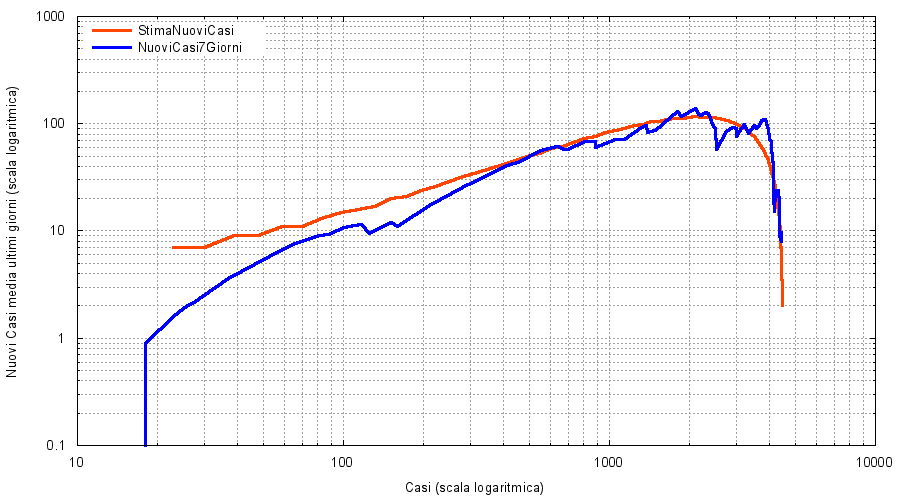 1000
StimaNuoviCasi
NuoviCasi7Giorni
100
10
1
0.1
Nuovi Casi media ultimi giorni (scala logaritmica)
10
100
1000
10000
Casi (scala logaritmica)